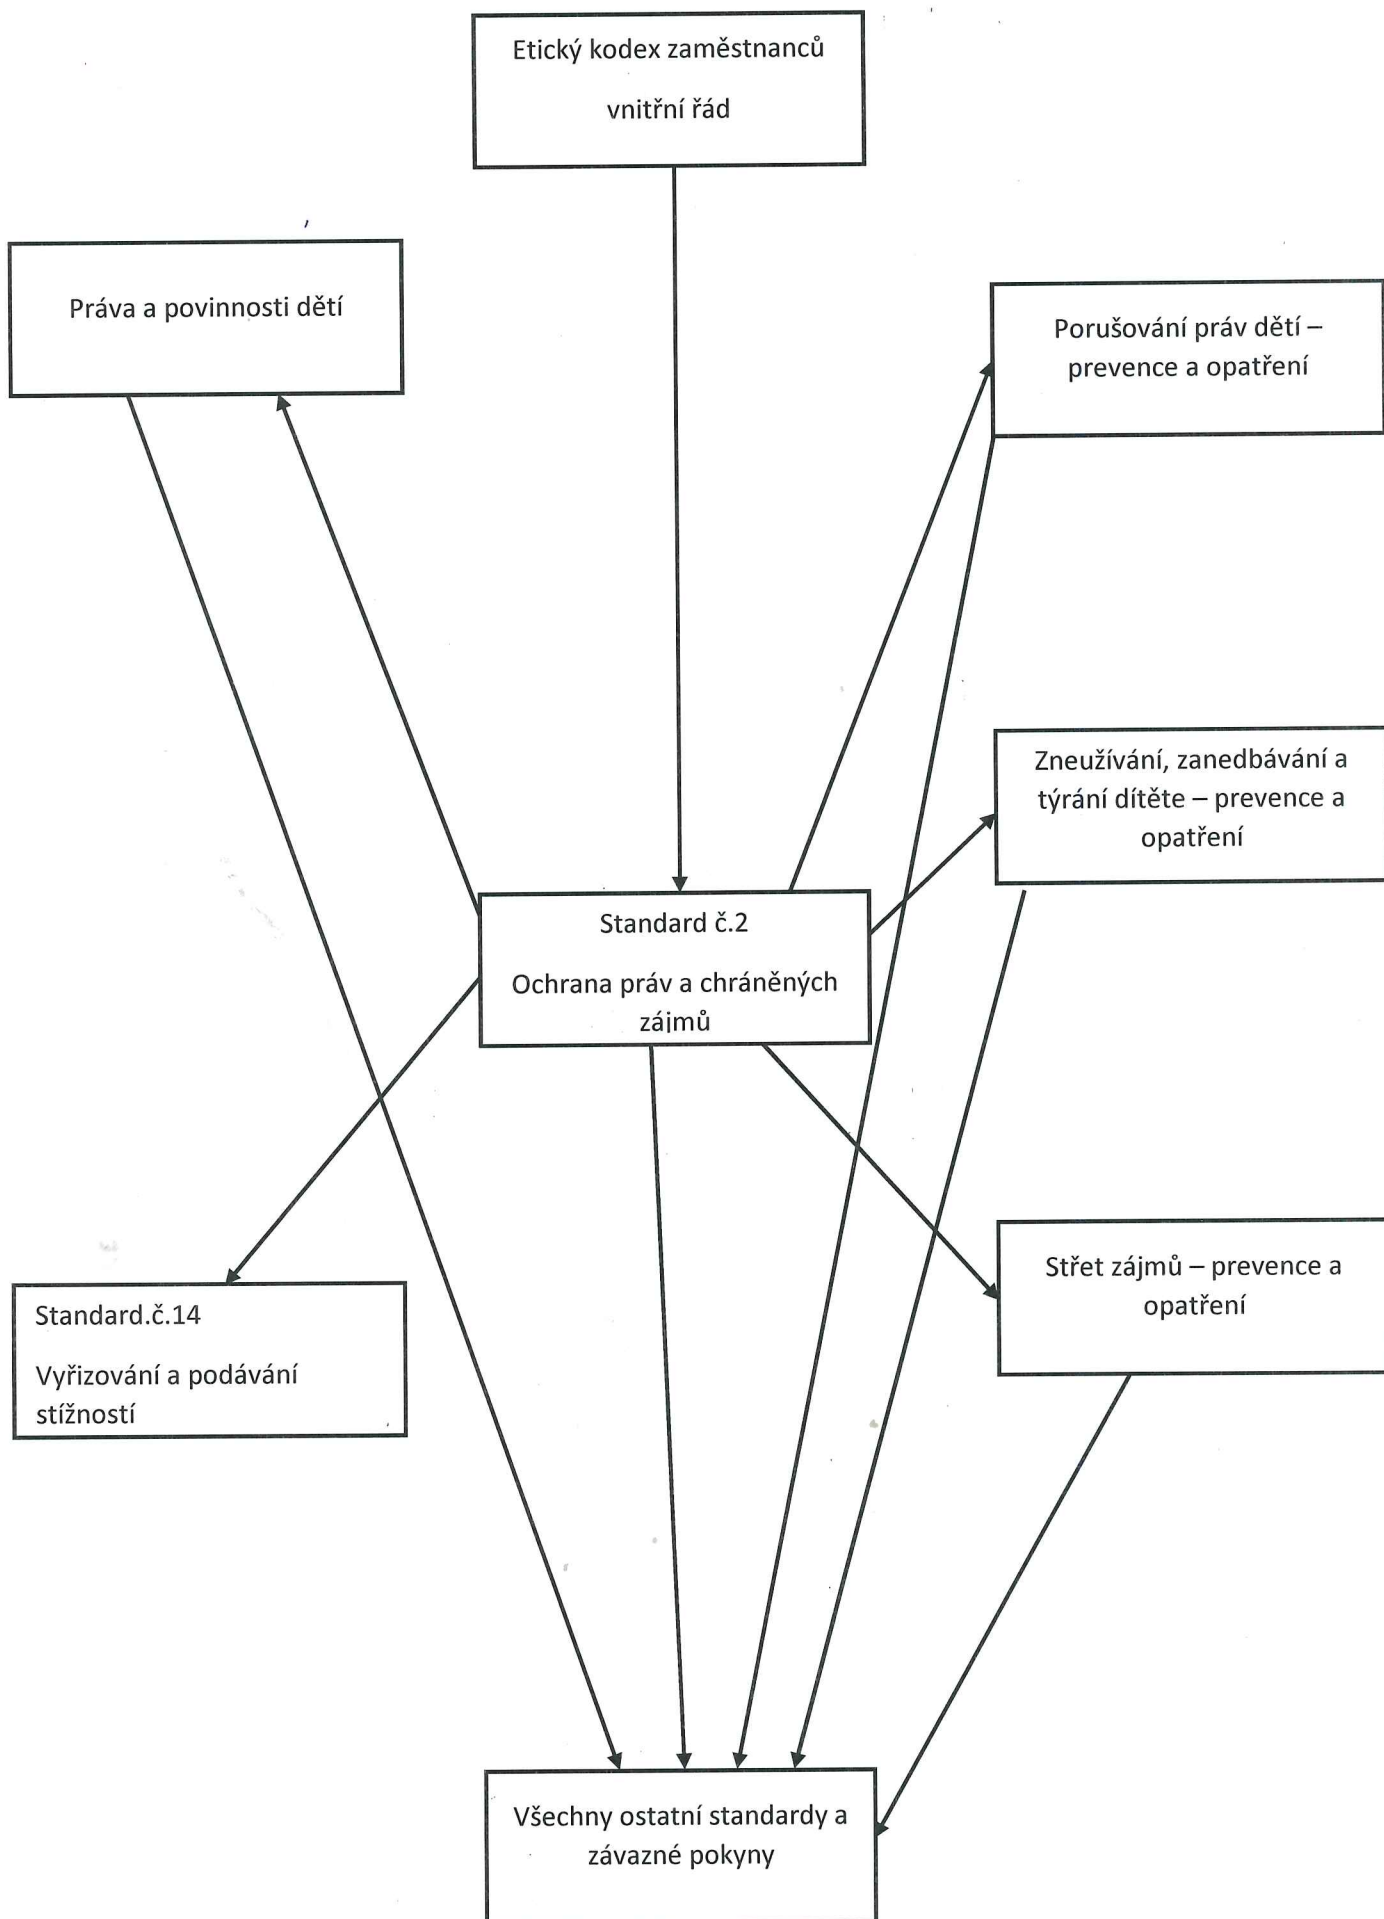 Etický kodex zaměstnanců
vnitřní řád
Práva a povinnosti dětí
Porušování práv dětí –
prevence a opatření
Zneužívání, zanedbávání a
týrání dítěte – prevence a
opatření
Standard č.2
Ochrana práv a chráněných
zájmů
Střet zájmů – prevence a
opatření
Standard.č.14
Vyřizování a podávání
stížností
Všechny ostatní standardy a
závazné pokyny